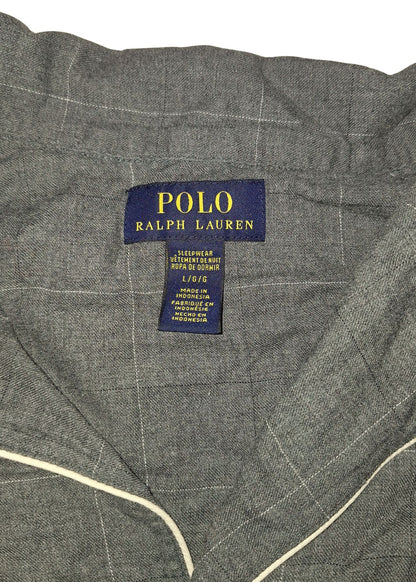 POLO
RALPH LAUREN
SLEEPWEAR
VÊTEMENT DE NUIT
ROPA DE DORMIR
L/G/G
MADE IN
INDONESIA
FABRIQUÉ EN
INDONÉSIE
HECHO EN
INDONESIA